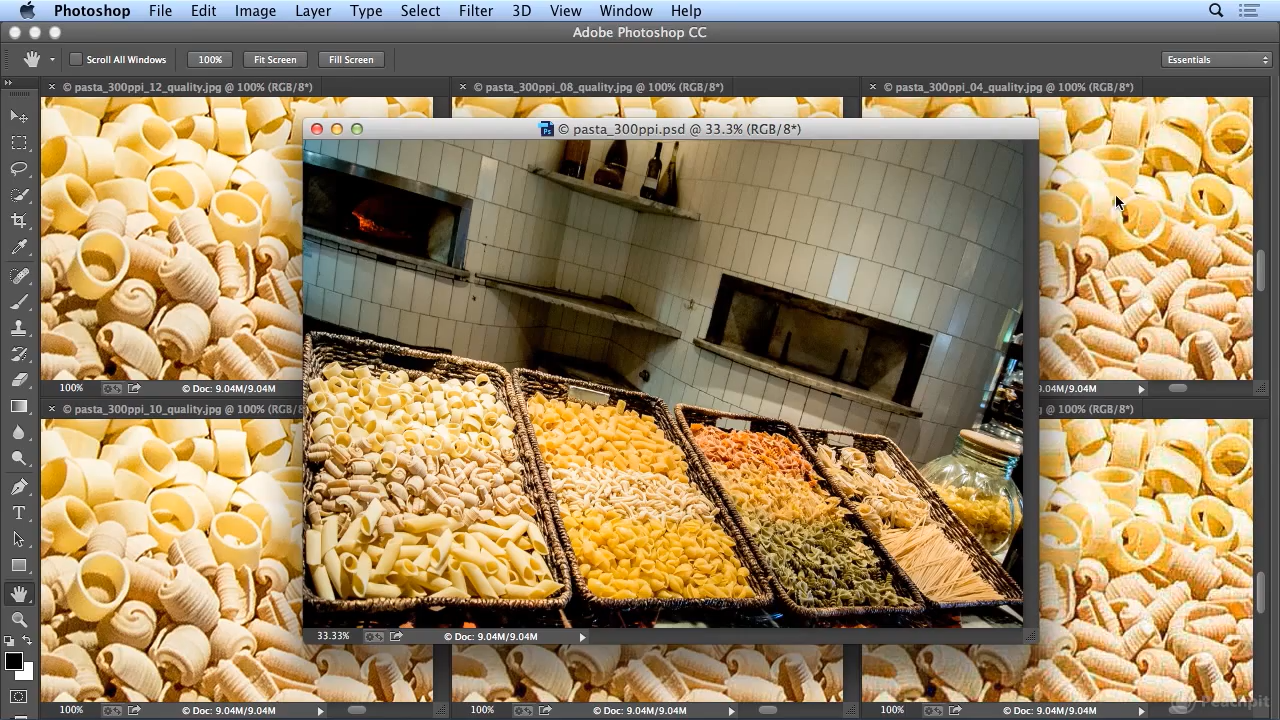 Photoshop File Edit Image Layer Type Select Filter 3D View Window Help
Adobe Photoshop CC
Scroll All Windows 100% Fit Screen Fill Screen Essentials
© pasta_300ppi_12_quality.jpg @ 100% (RGB/8*) © pasta_300ppi_08_quality.jpg @ 100% (RGB/8*) © pasta_300ppi_04_quality.jpg @ 100% (RGB/8*)
Ps © pasta_300ppi.psd @ 33.3% (RGB/8*)
100% © Doc: 9.04M/9.04M 9.04M/9.04M
© pasta_300ppi_10_quality.jpg @ 100% (RGB/8 @ 100% (RGB/8*)
T
33.33% © Doc: 9.04M/9.04M
100% © Doc: 9.04M/9.04M 100% © Doc: 9.04M/9.04M 100% © Doc: 9.04M/9.04M
Peachpit